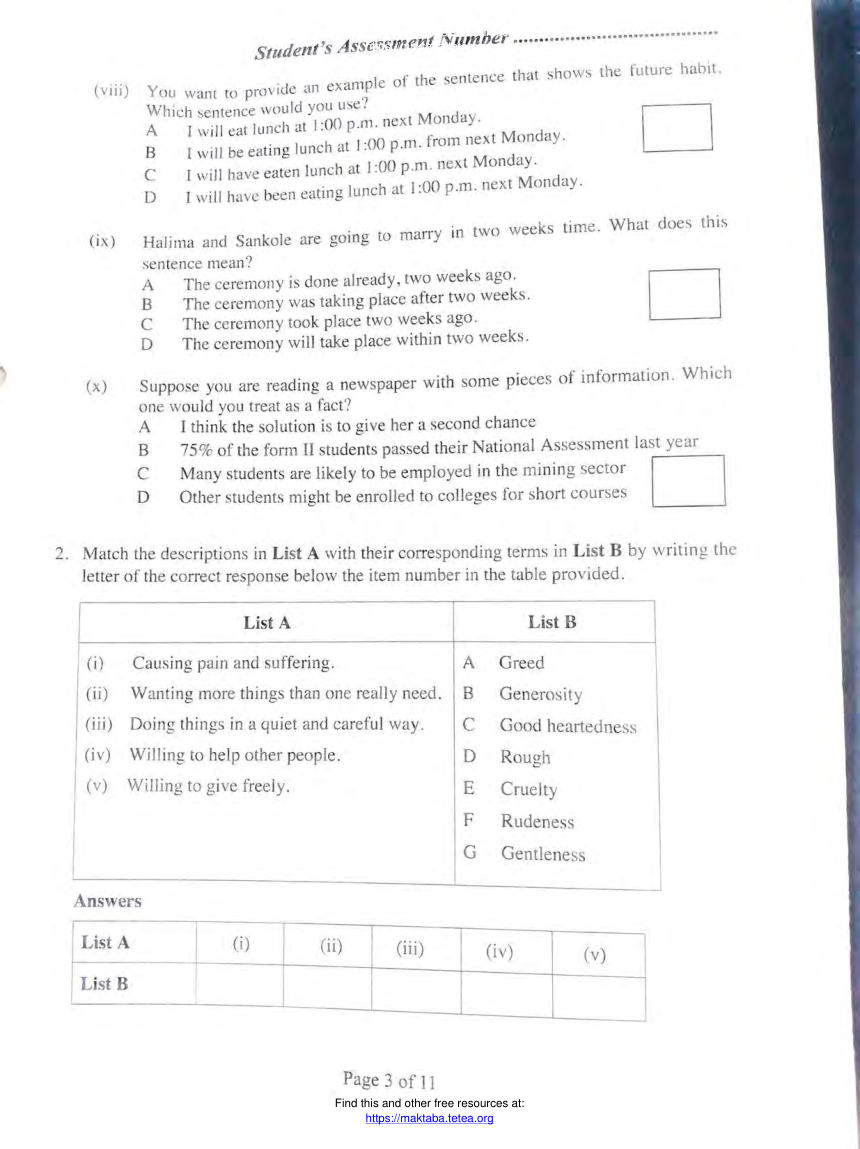 Student's Assessment Number ........................................
(viii) You want to provide an example of the sentence that shows the future habit.
Which sentence would you use?
A I will eat lunch at 1:00 p.m. next Monday.
B I will be eating lunch at 1:00 p.m. from next Monday.
C I will have eaten lunch at 1:00 p.m. next Monday.
D I will have been eating lunch at 1:00 p.m. next Monday.
(ix) Halima and Sankole are going to marry in two weeks time. What does this
sentence mean?
A The ceremony is done already, two weeks ago.
B The ceremony was taking place after two weeks.
C The ceremony took place two weeks ago.
D The ceremony will take place within two weeks.
(x) Suppose you are reading a newspaper with some pieces of information. Which
one would you treat as a fact?
A I think the solution is to give her a second chance
B 75% of the form II students passed their National Assessment last year
C Many students are likely to be employed in the mining sector
D Other students might be enrolled to colleges for short courses
2. Match the descriptions in List A with their corresponding terms in List B by writing the
letter of the correct response below the item number in the table provided.
List A List B
(i) Causing pain and suffering. A Greed
(ii) Wanting more things than one really need. B Generosity
(iii) Doing things in a quiet and careful way. C Good heartedness
(iv) Willing to help other people. D Rough
(v) Willing to give freely. E Cruelty
F Rudeness
G Gentleness
Answers
List A (i) (ii) (iii) (iv) (v)
List B
Page 3 of 11
Find this and other free resources at:
https://maktaba.tetea.org